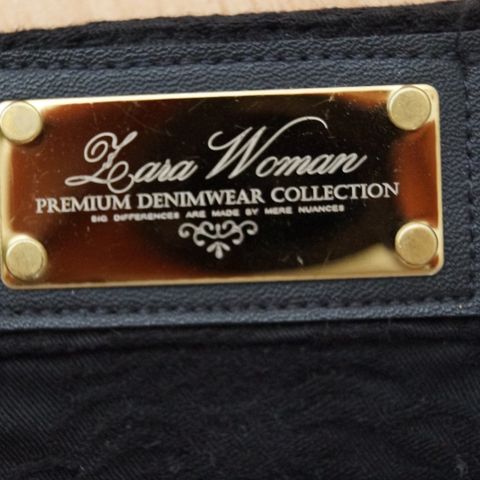 Zara Woman
PREMIUM DENIMWEAR COLLECTION
BIG DIFFERENCES ARE MADE BY MERE NUANCES